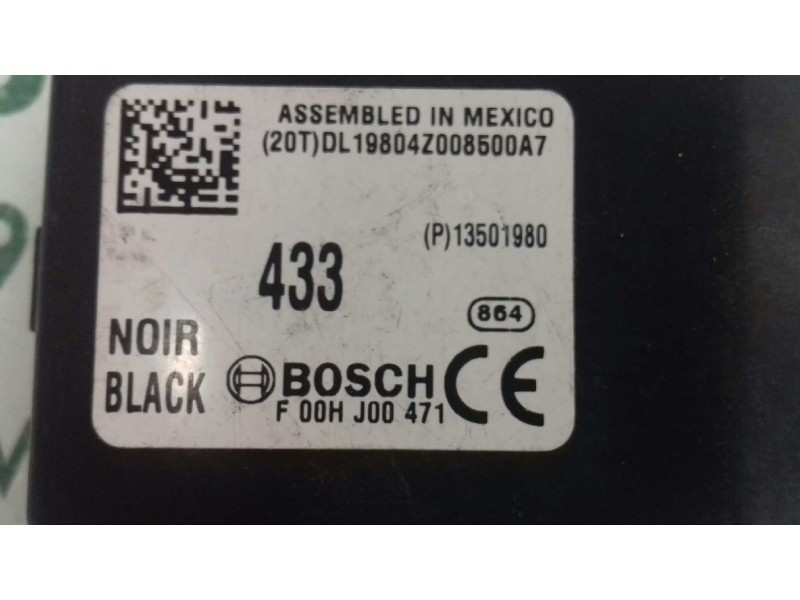 ASSEMBLED IN MEXICO
(20T)DL19804Z008500A7
(P)13501980
433
864
NOIR
BLACK
BOSCH
CE
F 00H J00 471